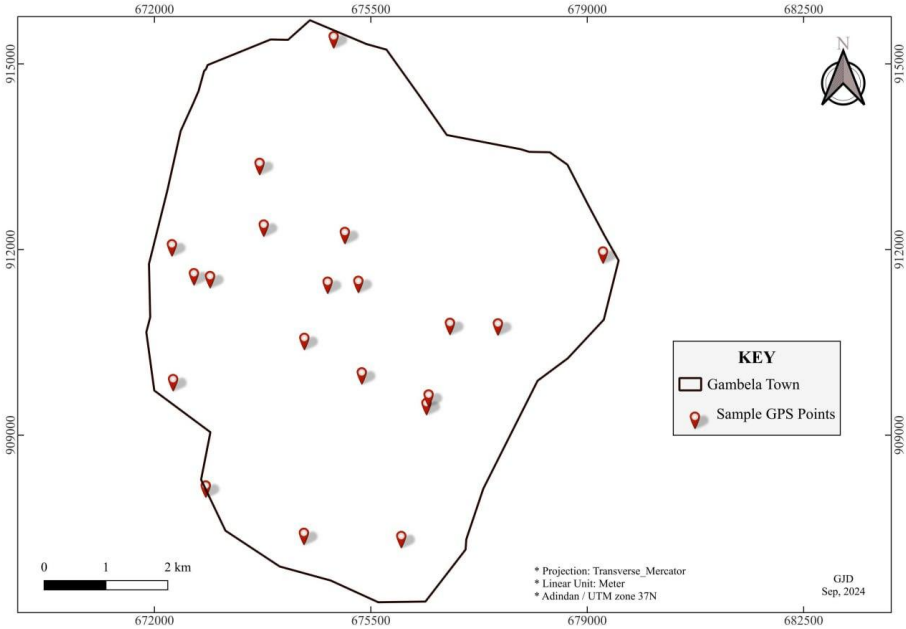 672000 675500 679000 682500
N
915000 915000
912000 912000
KEY
Gambela Town
Sample GPS Points
909000 909000
0 1 2 km
* Projection: Transverse_Mercator
* Linear Unit: Meter
* Adindan / UTM zone 37N
GJD
Sep, 2024
672000 675500 679000 682500